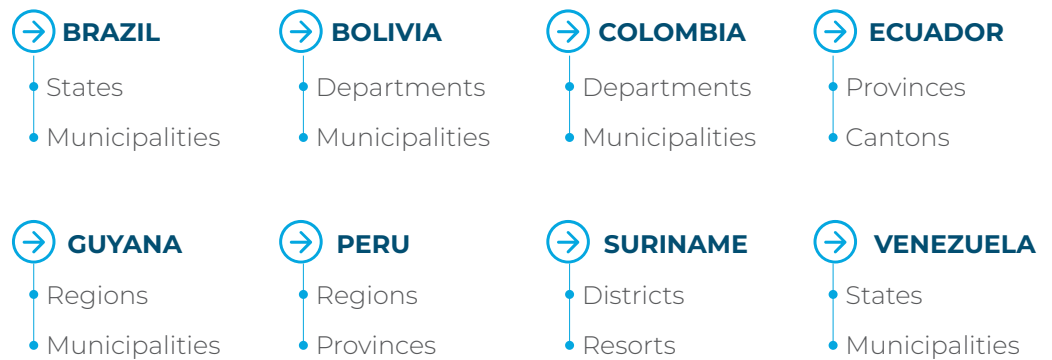 BRAZIL
States
Municipalities
BOLIVIA
Departments
Municipalities
COLOMBIA
Departments
Municipalities
ECUADOR
Provinces
Cantons
GUYANA
Regions
Municipalities
PERU
Regions
Provinces
SURINAME
Districts
Resorts
VENEZUELA
States
Municipalities